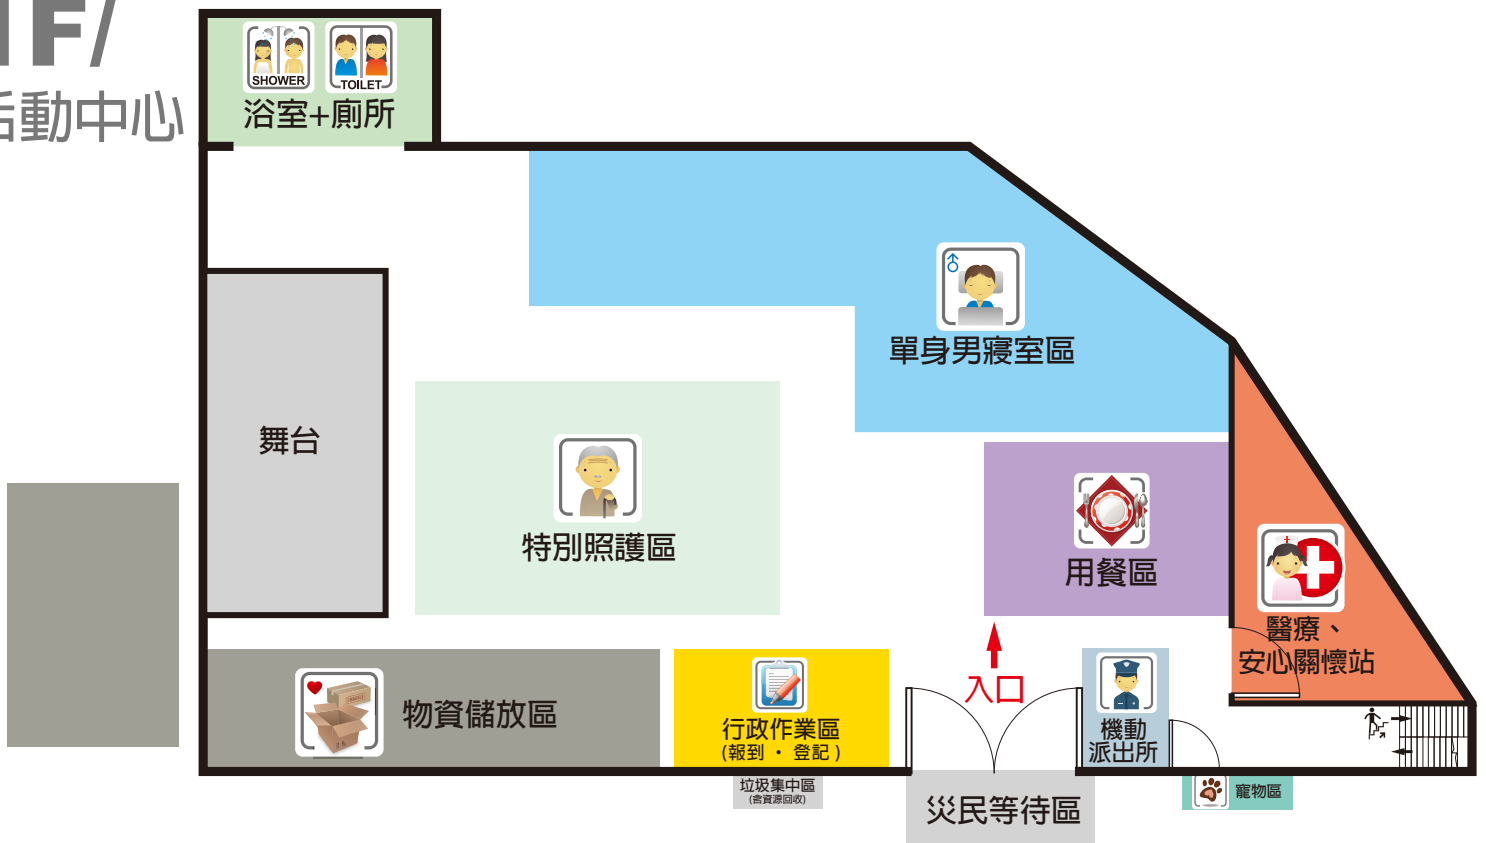 1F/
活動中心
SHOWER
TOILET
浴室+廁所
單身男寢室區
舞台
特別照護區
用餐區
醫療、
安心關懷站
入口
物資儲放區
行政作業區
(報到 ・ 登記)
機動
派出所
垃圾集中區
(含資源回收)
災民等待區
寵物區